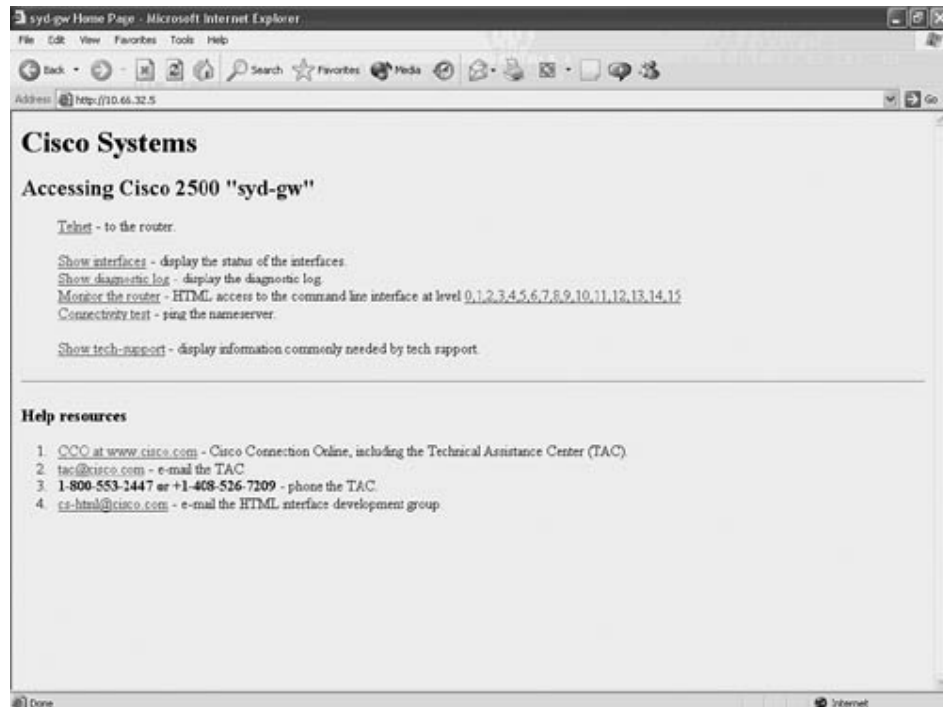 syd-gw Home Page - Microsoft Internet Explorer
File Edit View Favorites Tools Help
Back Search Favorites Media
Address http://10.66.32.5 Go
Cisco Systems
Accessing Cisco 2500 "syd-gw"
Telnet - to the router.
Show interfaces - display the status of the interfaces.
Show diagnostic log - display the diagnostic log.
Monitor the router - HTML access to the command line interface at level 0,1,2,3,4,5,6,7,8,9,10,11,12,13,14,15
Connectivity test - ping the nameserver.
Show tech-support - display information commonly needed by tech support.
Help resources
1. CCO at www.cisco.com - Cisco Connection Online, including the Technical Assistance Center (TAC).
2. tac@cisco.com - e-mail the TAC.
3. 1-800-553-2447 or +1-408-526-7209 - phone the TAC.
4. cs-html@cisco.com - e-mail the HTML interface development group.
Done Internet